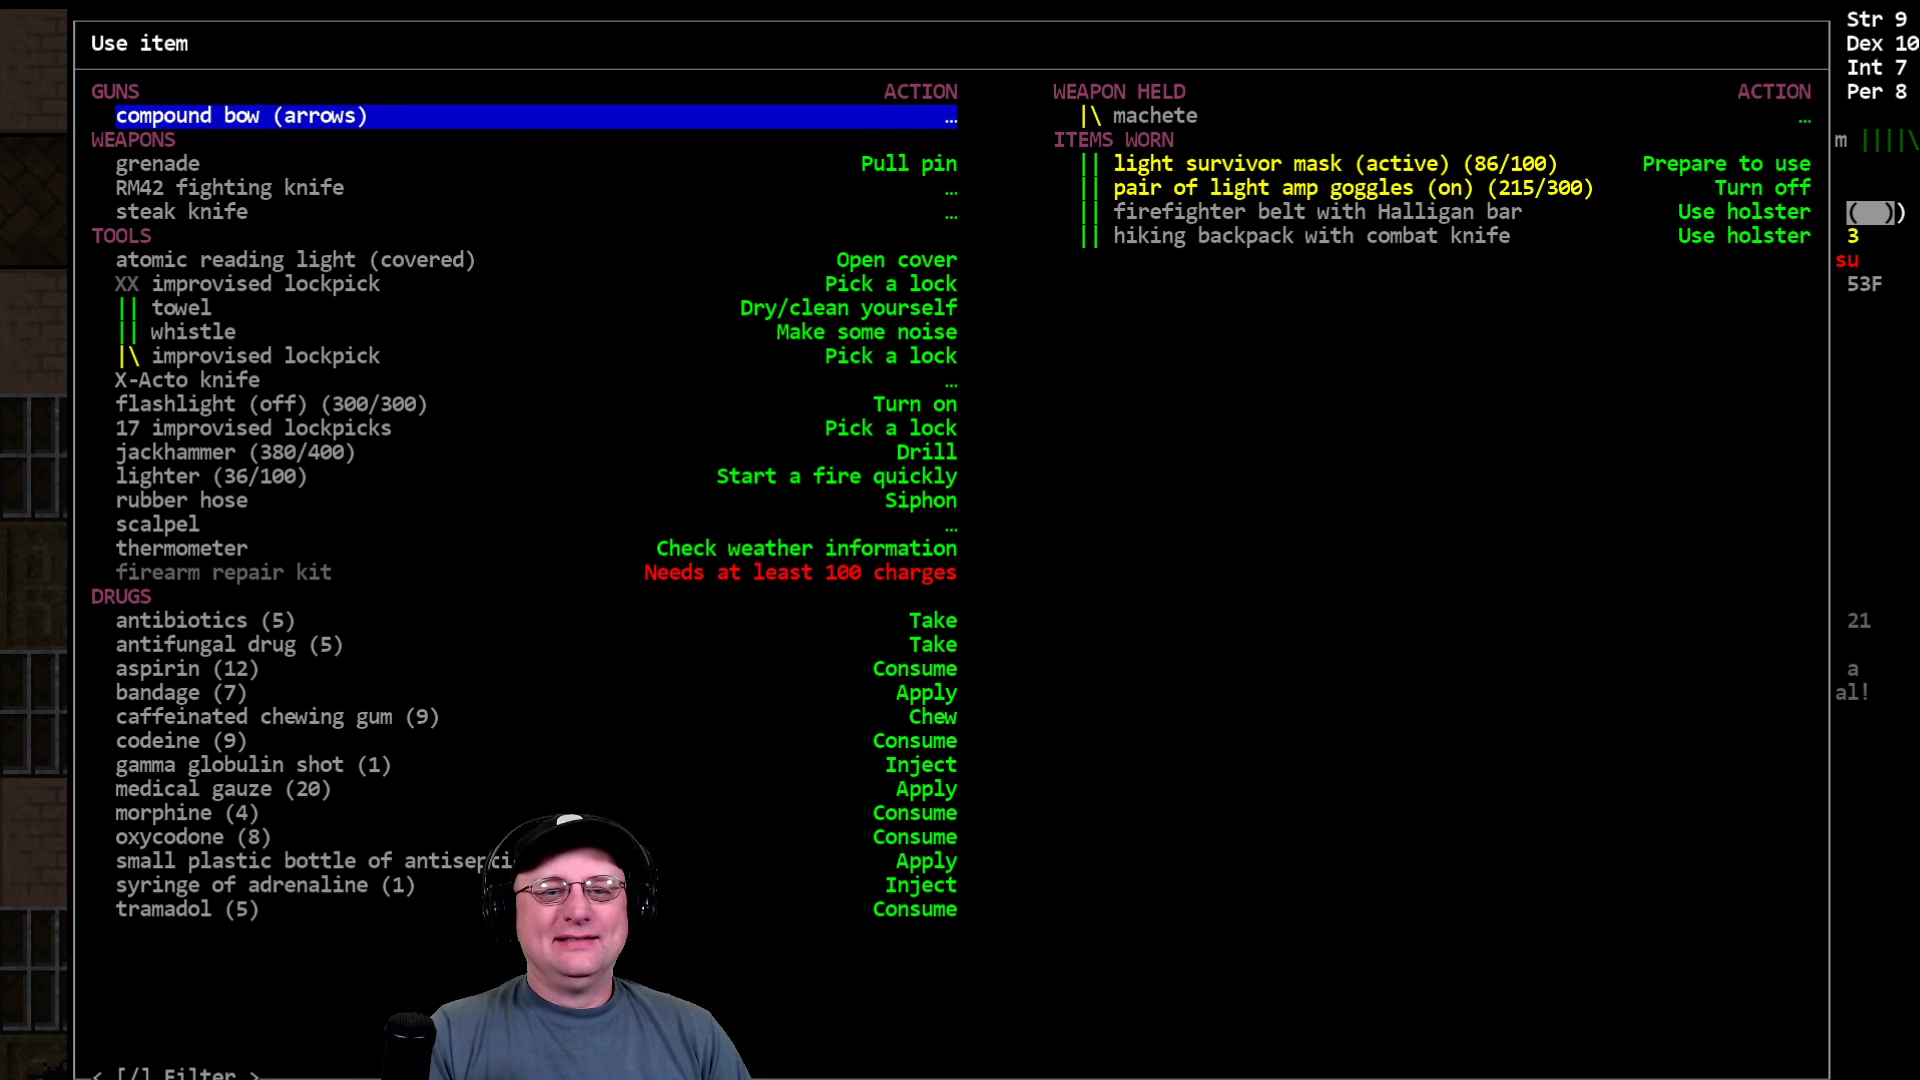 Use item
GUNS ACTION
compound bow (arrows) …
WEAPONS
grenade Pull pin
RM42 fighting knife …
steak knife …
TOOLS
atomic reading light (covered) Open cover
XX improvised lockpick Pick a lock
|| towel Dry/clean yourself
|| whistle Make some noise
|\ improvised lockpick Pick a lock
X-Acto knife …
flashlight (off) (300/300) Turn on
17 improvised lockpicks Pick a lock
jackhammer (380/400) Drill
lighter (36/100) Start a fire quickly
rubber hose Siphon
scalpel …
thermometer Check weather information
firearm repair kit Needs at least 100 charges
DRUGS
antibiotics (5) Take
antifungal drug (5) Take
aspirin (12) Consume
bandage (7) Apply
caffeinated chewing gum (9) Chew
codeine (9) Consume
gamma globulin shot (1) Inject
medical gauze (20) Apply
morphine (4) Consume
oxycodone (8) Consume
small plastic bottle of antisepti Apply
syringe of adrenaline (1) Inject
tramadol (5) Consume
< [/] Filter >
WEAPON HELD ACTION
|\ machete …
ITEMS WORN
|| light survivor mask (active) (86/100) Prepare to use
|| pair of light amp goggles (on) (215/300) Turn off
|| firefighter belt with Halligan bar Use holster
|| hiking backpack with combat knife Use holster
Str 9
Dex 10
Int 7
Per 8
m ||||\
( ))
3
su
53F
21
a
al!